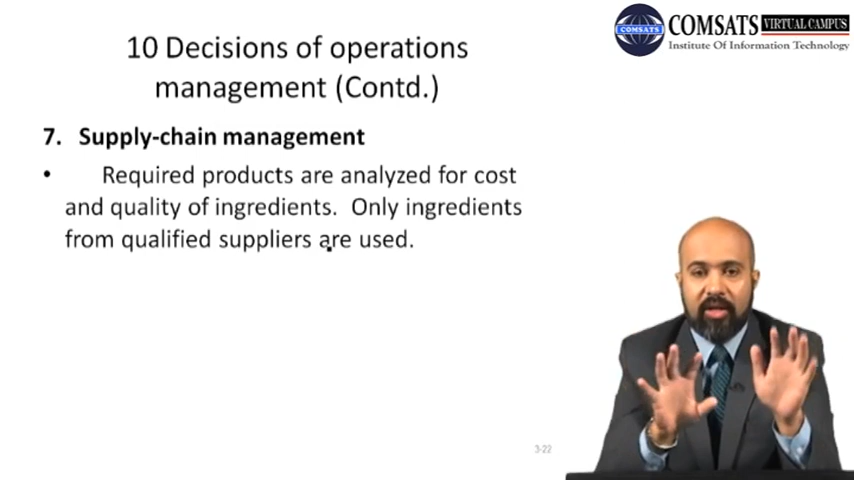 10 Decisions of operations
management (Contd.)
COMSATS VIRTUAL CAMPUS
Institute Of Information Technology
COMSATS
7. Supply-chain management
• Required products are analyzed for cost
and quality of ingredients. Only ingredients
from qualified suppliers are used.
3-22